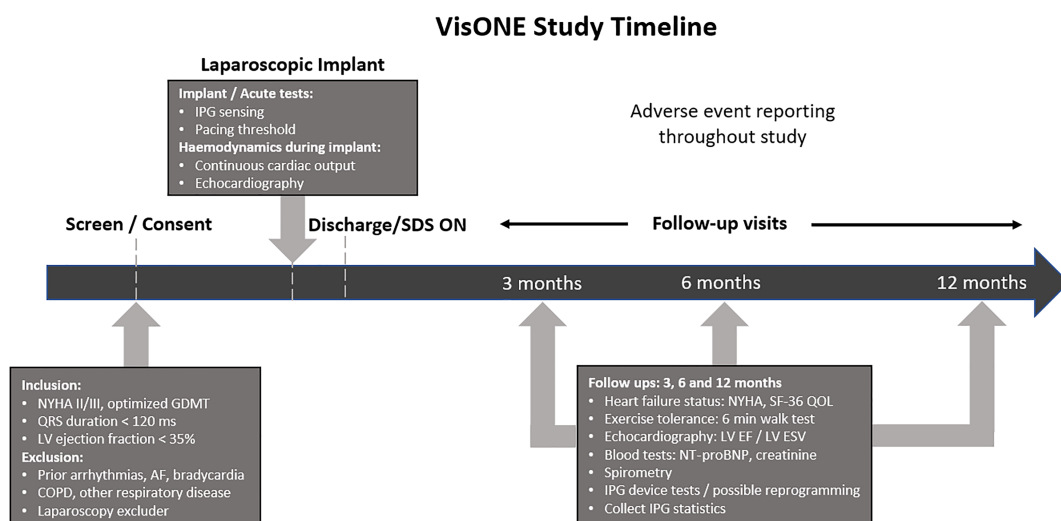 VisONE Study Timeline
Laparoscopic Implant
Implant / Acute tests:
• IPG sensing
• Pacing threshold
Haemodynamics during implant:
• Continuous cardiac output
• Echocardiography
Adverse event reporting
throughout study
Screen / Consent
Discharge/SDS ON
Follow-up visits
3 months
6 months
12 months
Inclusion:
• NYHA II/III, optimized GDMT
• QRS duration < 120 ms
• LV ejection fraction < 35%
Exclusion:
• Prior arrhythmias, AF, bradycardia
• COPD, other respiratory disease
• Laparoscopy excluder
Follow ups: 3, 6 and 12 months
• Heart failure status: NYHA, SF-36 QOL
• Exercise tolerance: 6 min walk test
• Echocardiography: LV EF / LV ESV
• Blood tests: NT-proBNP, creatinine
• Spirometry
• IPG device tests / possible reprogramming
• Collect IPG statistics